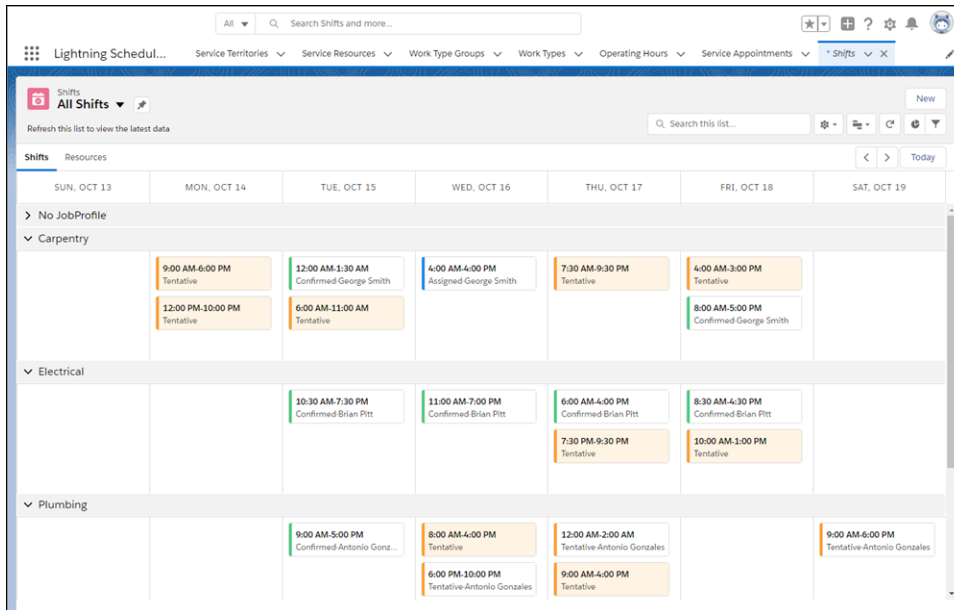 All
Search Shifts and more...
Lightning Schedul...
Service Territories
Service Resources
Work Type Groups
Work Types
Operating Hours
Service Appointments
* Shifts
Shifts
All Shifts
New
Refresh this list to view the latest data
Search this list...
Shifts
Resources
Today
SUN, OCT 13
MON, OCT 14
TUE, OCT 15
WED, OCT 16
THU, OCT 17
FRI, OCT 18
SAT, OCT 19
No JobProfile
Carpentry
9:00 AM-6:00 PM
Tentative
12:00 PM-10:00 PM
Tentative
12:00 AM-1:30 AM
Confirmed-George Smith
6:00 AM-11:00 AM
Tentative
4:00 AM-4:00 PM
Assigned-George Smith
7:30 AM-9:30 PM
Tentative
4:00 AM-3:00 PM
Tentative
8:00 AM-5:00 PM
Confirmed-George Smith
Electrical
10:30 AM-7:30 PM
Confirmed-Brian Pitt
11:00 AM-7:00 PM
Confirmed-Brian Pitt
6:00 AM-4:00 PM
Confirmed-Brian Pitt
7:30 PM-9:30 PM
Tentative
8:30 AM-4:30 PM
Confirmed-Brian Pitt
10:00 AM-1:00 PM
Tentative
Plumbing
9:00 AM-5:00 PM
Confirmed-Antonio Gonz...
8:00 AM-4:00 PM
Tentative
6:00 PM-10:00 PM
Tentative-Antonio Gonzales
12:00 AM-2:00 AM
Tentative-Antonio Gonzales
9:00 AM-4:00 PM
Tentative
9:00 AM-6:00 PM
Tentative-Antonio Gonzales